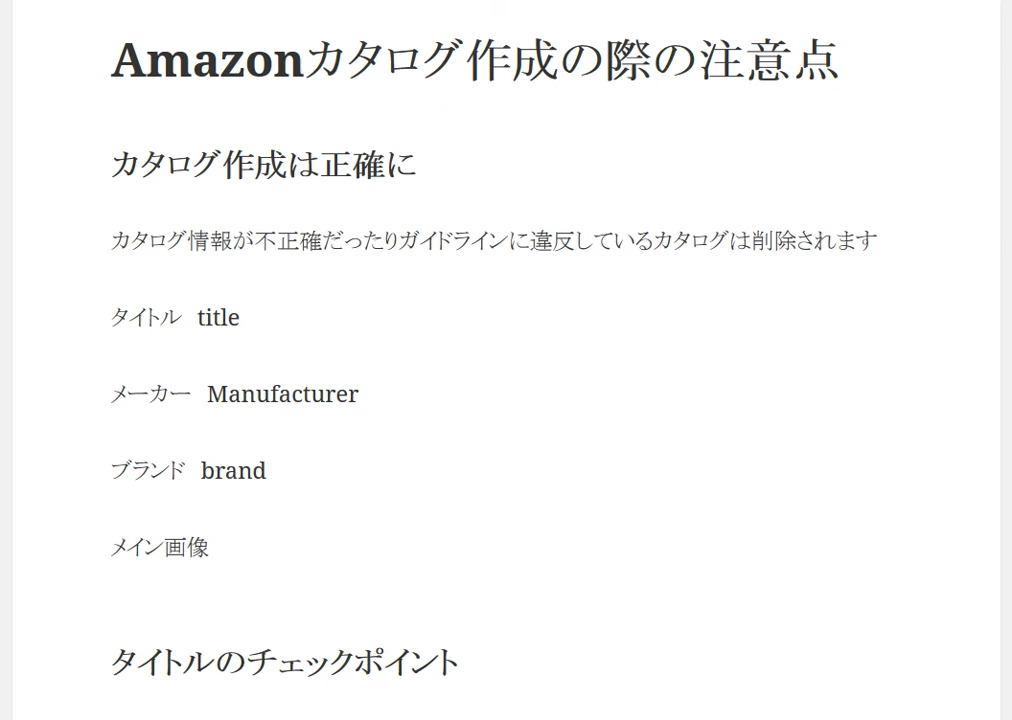 Amazonカタログ作成の際の注意点
カタログ作成は正確に
カタログ情報が不正確だったりガイドラインに違反しているカタログは削除されます
タイトル title
メーカー Manufacturer
ブランド brand
メイン画像
タイトルのチェックポイント